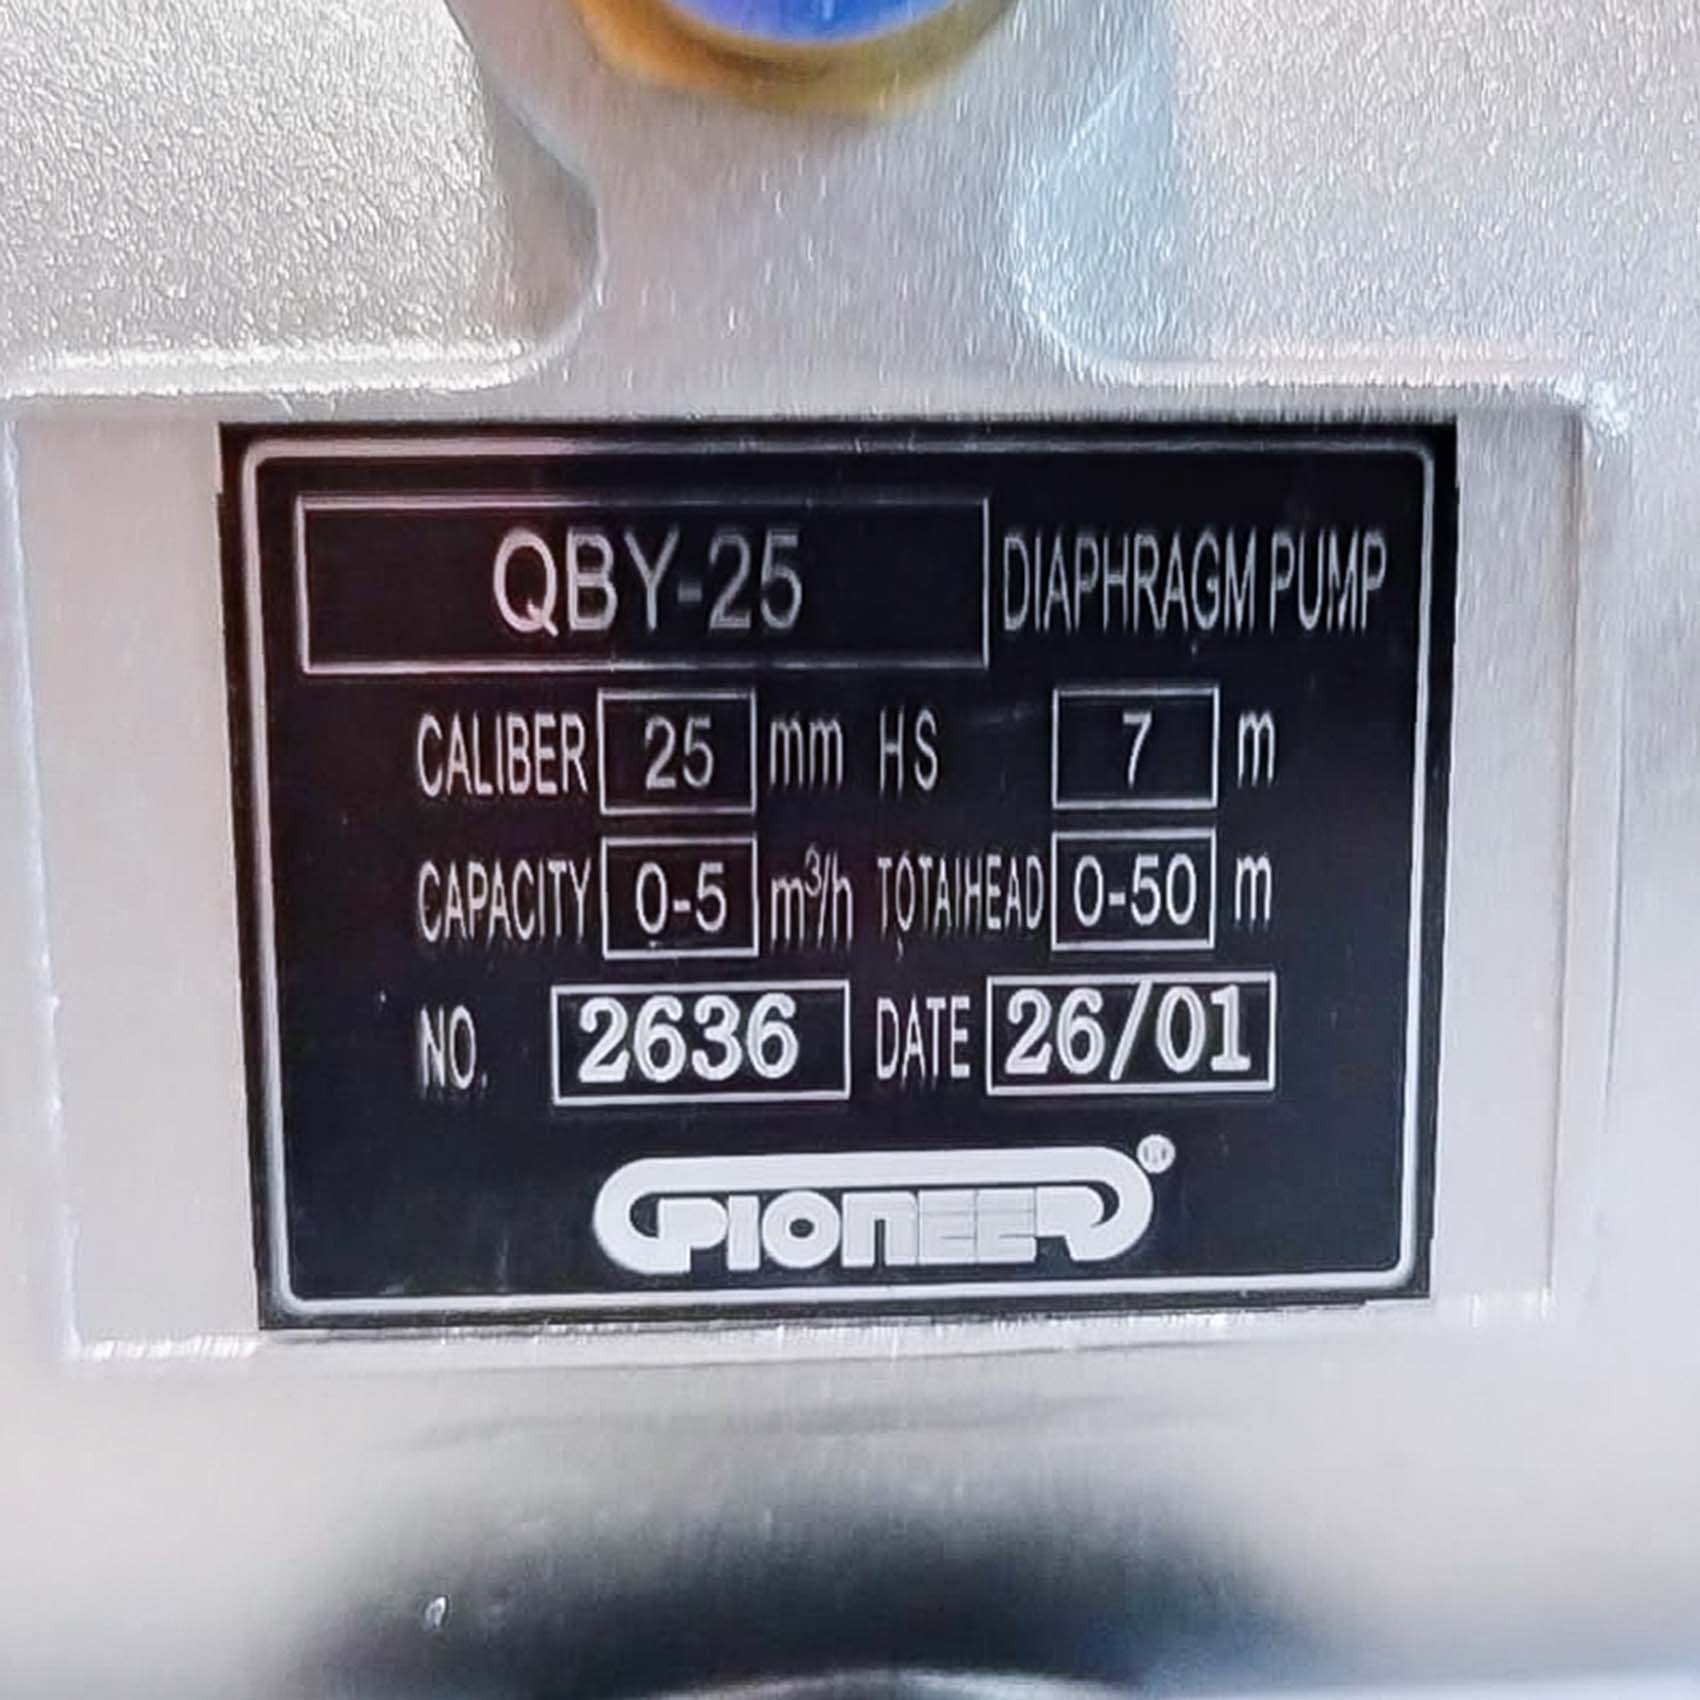 QBY-25 DIAPHRAGM PUMP
CALIBER 25 mm HS 7 m
CAPACITY 0-5 m³/h TOTAlHEAD 0-50 m
NO. 2636 DATE 26/01
PIONEER®